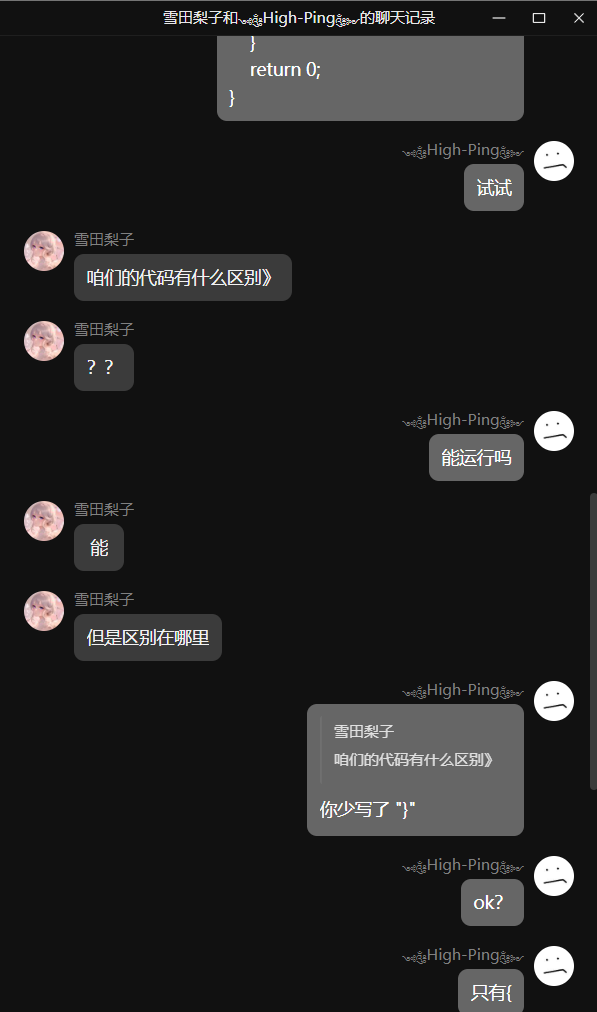 雪田梨子和࿐High-Ping࿐的聊天记录
}
return 0;
}
High-Ping
试试
雪田梨子
咱们的代码有什么区别》
雪田梨子
？？
High-Ping
能运行吗
雪田梨子
能
雪田梨子
但是区别在哪里
High-Ping
雪田梨子
咱们的代码有什么区别》
你少写了 "}"
High-Ping
ok?
High-Ping
只有{